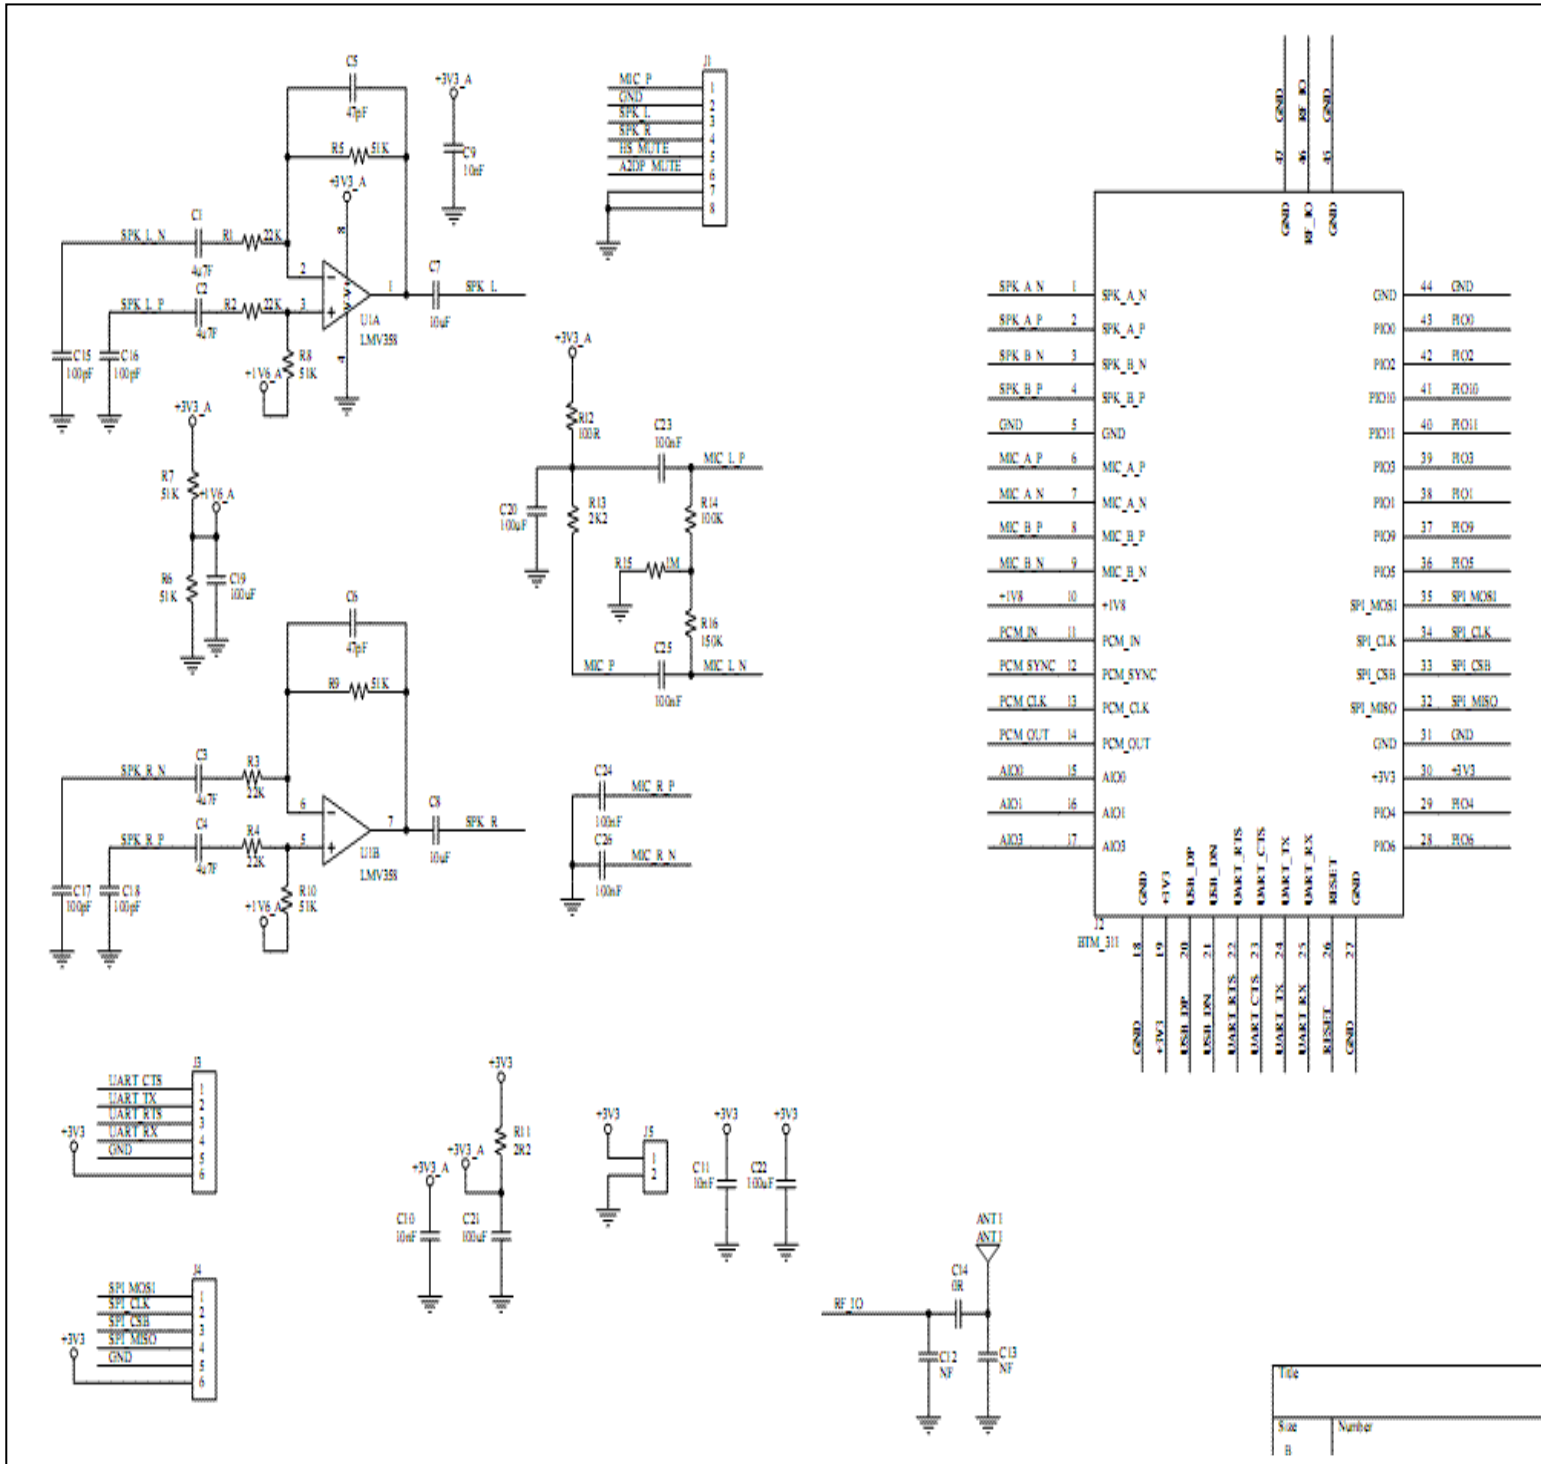 C5
47pF
R5 51K
+3V3_A
8
+3V3_A
C9
10nF
SPK_L_N
C1
4u7F
R1 22K
2
SPK_L_P
C2
4u7F
R2 22K
3
1
U1A
LMV358
4
C7
10uF
SPK_L
C15
100pF
C16
100pF
R8
51K
+1V6_A
J1
MIC_P 1
GND 2
SPK_L 3
SPK_R 4
HS_MUTE 5
A2DP_MUTE 6
7
8
+3V3_A
R7
51K
+1V6_A
R6
51K
C19
100uF
+3V3_A
R12
100R
C23
100nF
MIC_L_P
C20
100uF
R13
2K2
R14
100K
R15 1M
R16
150K
MIC_P
C25
100nF
MIC_L_N
C6
47pF
R9 51K
SPK_R_N
C3
4u7F
R3
22K
6
SPK_R_P
C4
4u7F
R4
22K
5
7
U1B
LMV358
C8
10uF
SPK_R
C17
100pF
C18
100pF
R10
51K
+1V6_A
C24
100nF
MIC_R_P
C26
100nF
MIC_R_N
47 GND
46 RF_IO
45 GND
GND
RF_IO
GND
SPK_A_N 1 SPK_A_N
SPK_A_P 2 SPK_A_P
SPK_B_N 3 SPK_B_N
SPK_B_P 4 SPK_B_P
GND 5 GND
MIC_A_P 6 MIC_A_P
MIC_A_N 7 MIC_A_N
MIC_B_P 8 MIC_B_P
MIC_B_N 9 MIC_B_N
+1V8 10 +1V8
PCM_IN 11 PCM_IN
PCM_SYNC 12 PCM_SYNC
PCM_CLK 13 PCM_CLK
PCM_OUT 14 PCM_OUT
AIO0 15 AIO0
AIO1 16 AIO1
AIO3 17 AIO3
GND 44 GND
PIO0 43 PIO0
PIO2 42 PIO2
PIO10 41 PIO10
PIO11 40 PIO11
PIO3 39 PIO3
PIO1 38 PIO1
PIO9 37 PIO9
PIO5 36 PIO5
SPI_MOSI 35 SPI_MOSI
SPI_CLK 34 SPI_CLK
SPI_CSB 33 SPI_CSB
SPI_MISO 32 SPI_MISO
GND 31 GND
+3V3 30 +3V3
PIO4 29 PIO4
PIO6 28 PIO6
GND 18 GND
+3V3 19 +3V3
USB_DP 20 USB_DP
USB_DN 21 USB_DN
UART_RTS 22 UART_RTS
UART_CTS 23 UART_CTS
UART_TX 24 UART_TX
UART_RX 25 UART_RX
RESET 26 RESET
GND 27 GND
J2
BTM_311
J3
UART_CTS 1
UART_TX 2
UART_RTS 3
UART_RX 4
GND 5
+3V3 6
J4
SPI_MOSI 1
SPI_CLK 2
SPI_CSB 3
SPI_MISO 4
GND 5
+3V3 6
+3V3
R11
2R2
+3V3_A
+3V3_A
C10
10nF
C21
100uF
+3V3
J5
1
2
+3V3
C11
10nF
+3V3
C22
100uF
ANT1
ANT1
RF_IO
C14
0R
C12
NF
C13
NF
Title
Size
B
Number